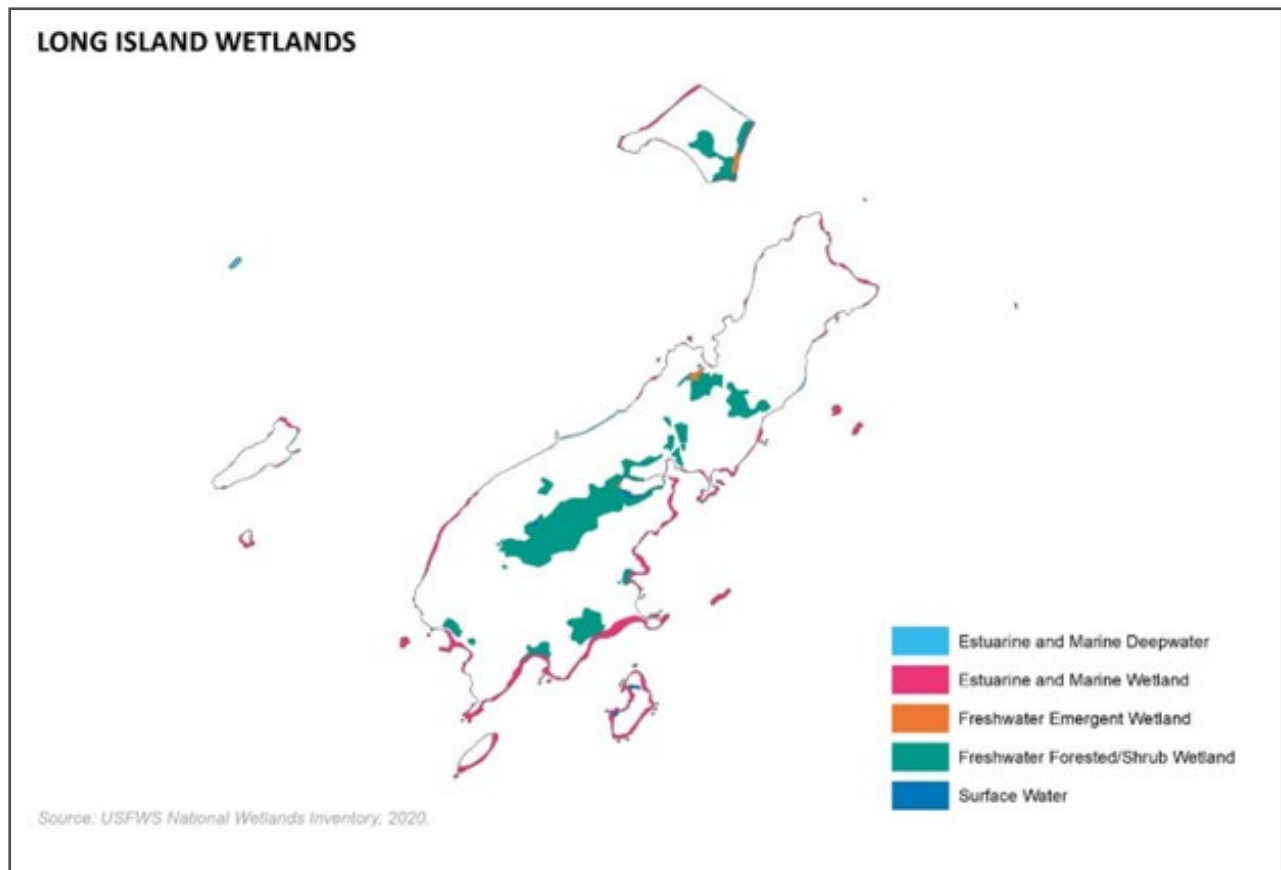 LONG ISLAND WETLANDS
Estuarine and Marine Deepwater
Estuarine and Marine Wetland
Freshwater Emergent Wetland
Freshwater Forested/Shrub Wetland
Surface Water
Source: USFWS National Wetlands Inventory, 2020.